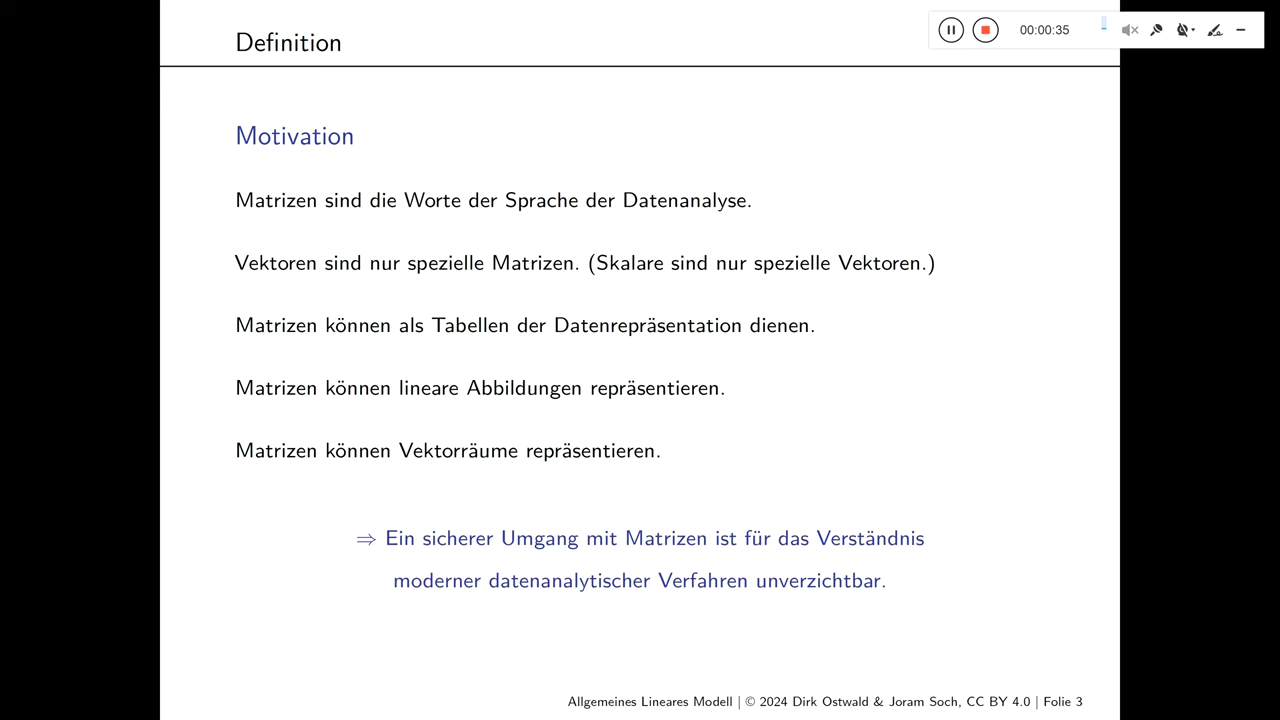 Definition
00:00:35
Motivation
Matrizen sind die Worte der Sprache der Datenanalyse.
Vektoren sind nur spezielle Matrizen. (Skalare sind nur spezielle Vektoren.)
Matrizen können als Tabellen der Datenrepräsentation dienen.
Matrizen können lineare Abbildungen repräsentieren.
Matrizen können Vektorräume repräsentieren.
⇒ Ein sicherer Umgang mit Matrizen ist für das Verständnis
moderner datenanalytischer Verfahren unverzichtbar.
Allgemeines Lineares Modell | © 2024 Dirk Ostwald & Joram Soch, CC BY 4.0 | Folie 3